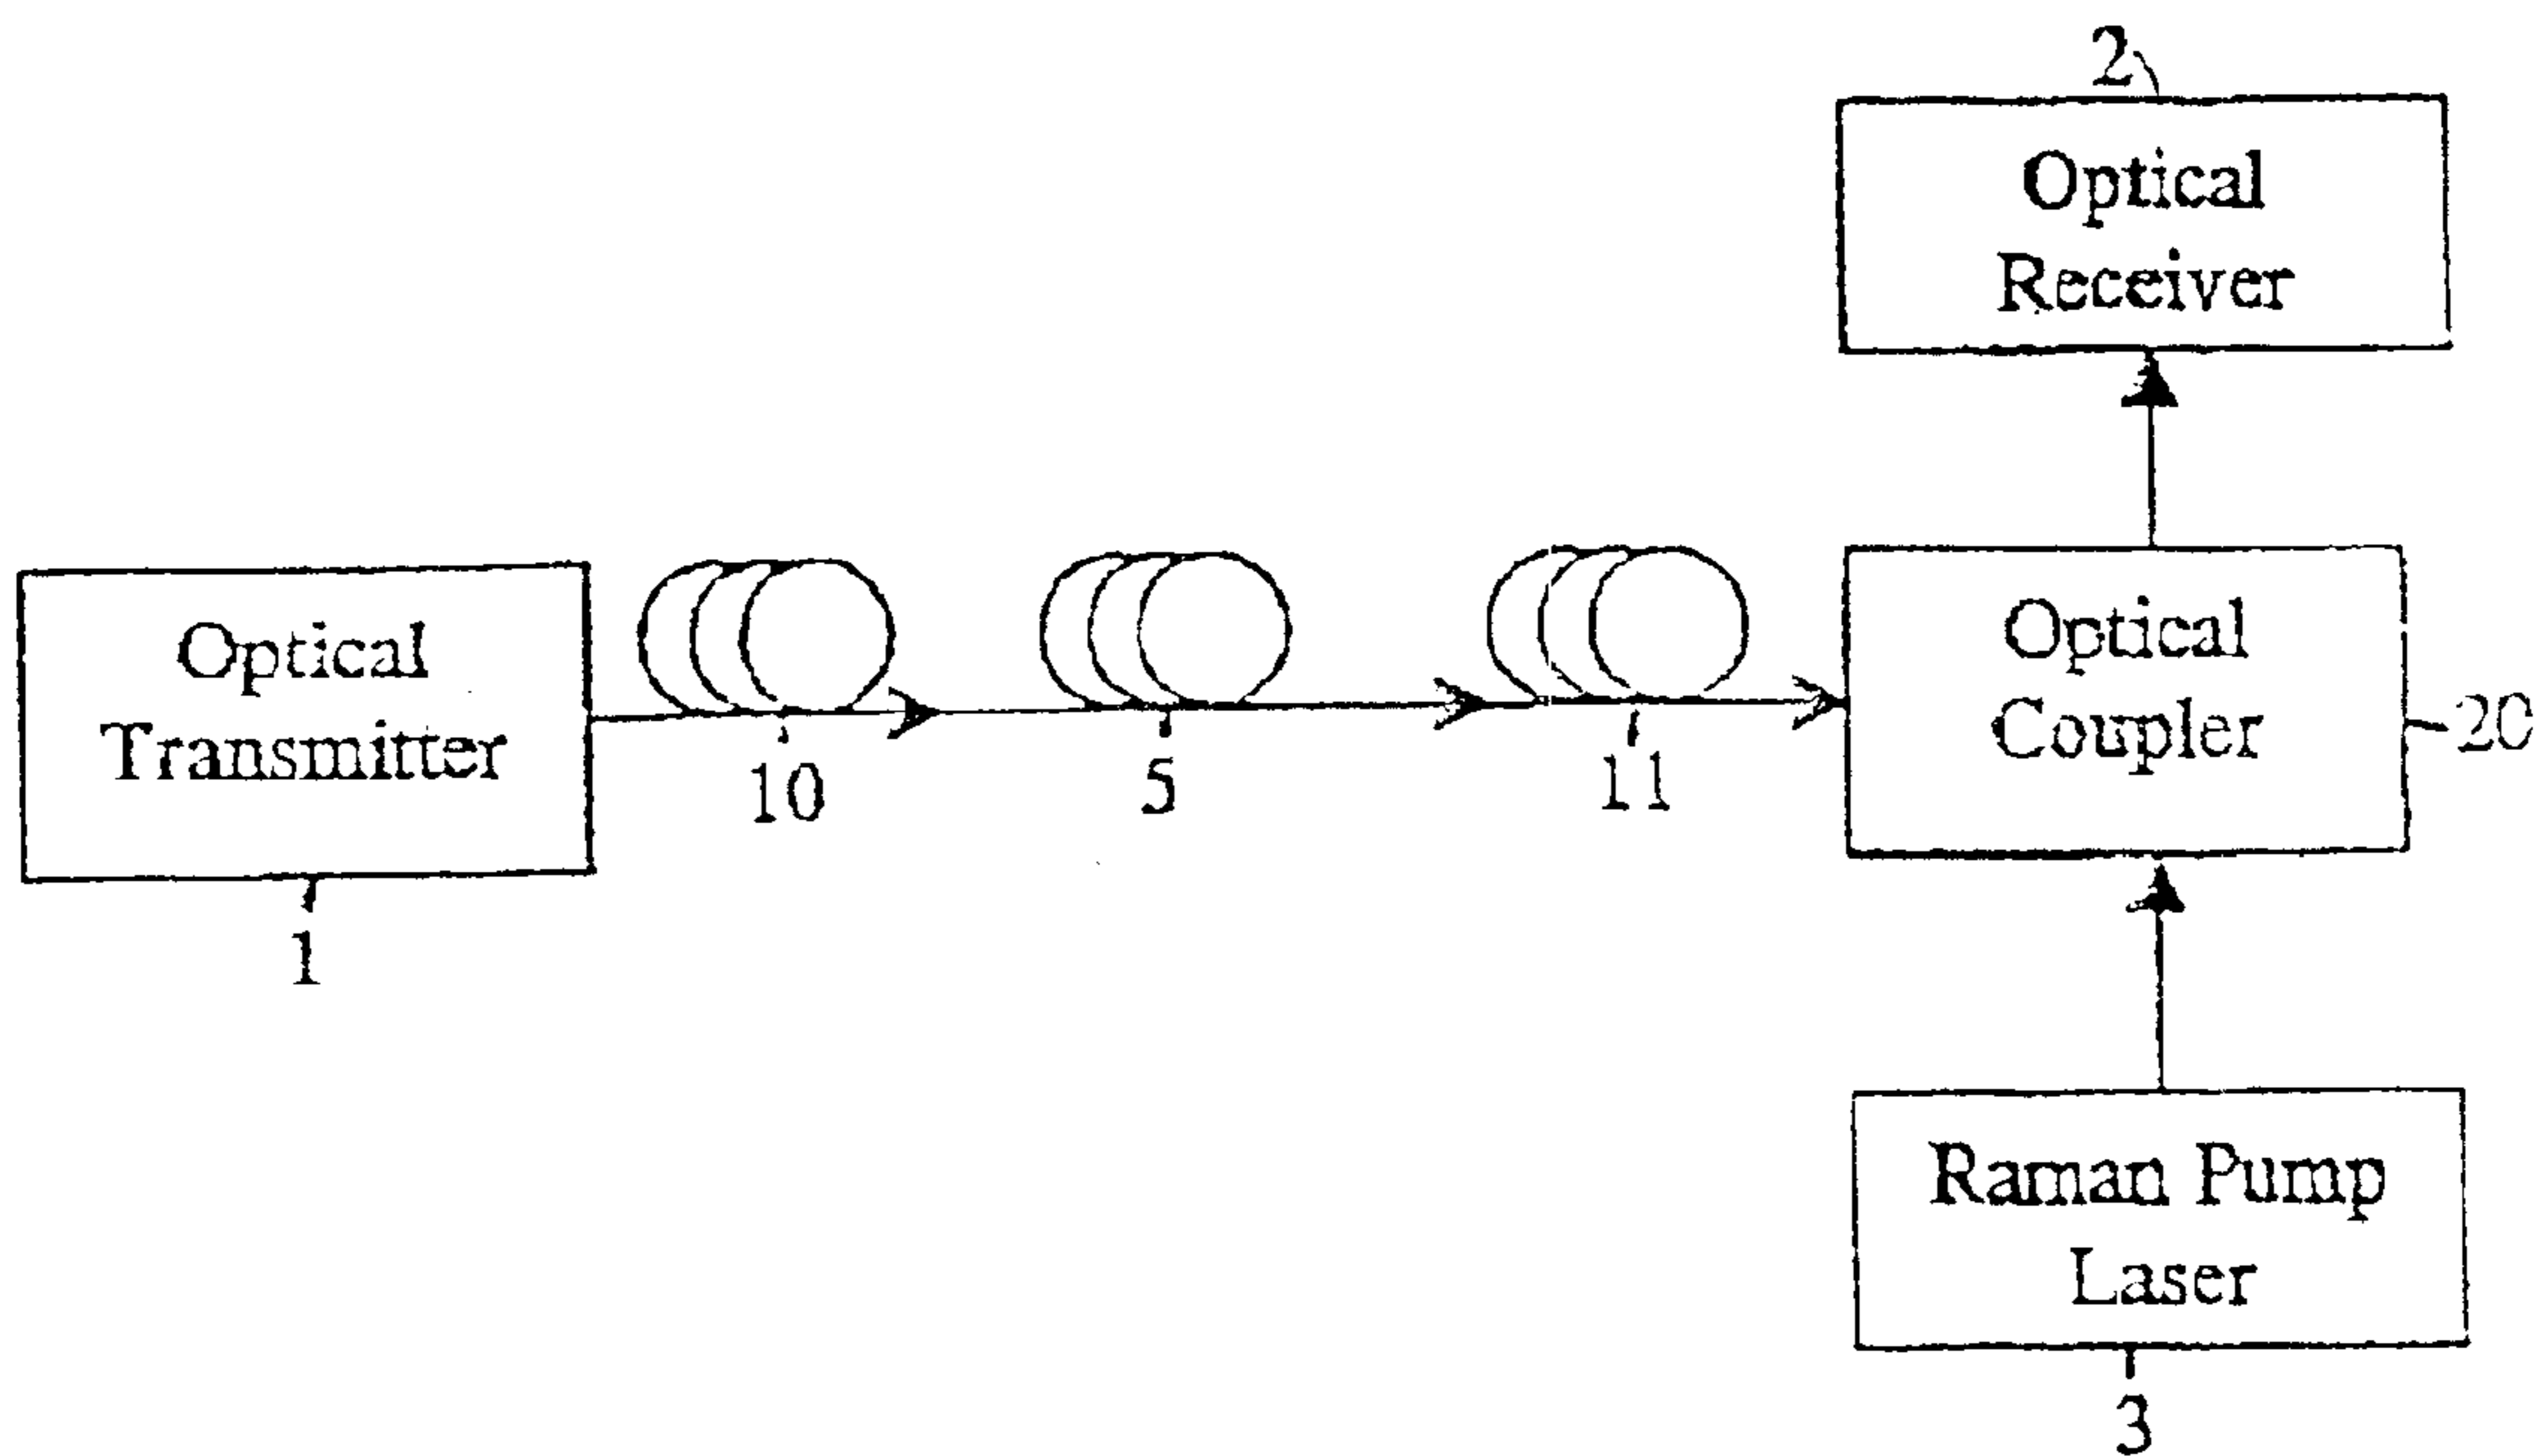 2
Optical
Receiver
Optical
Transmitter
1
10
5
11
Optical
Coupler
20
Raman Pump
Laser
3